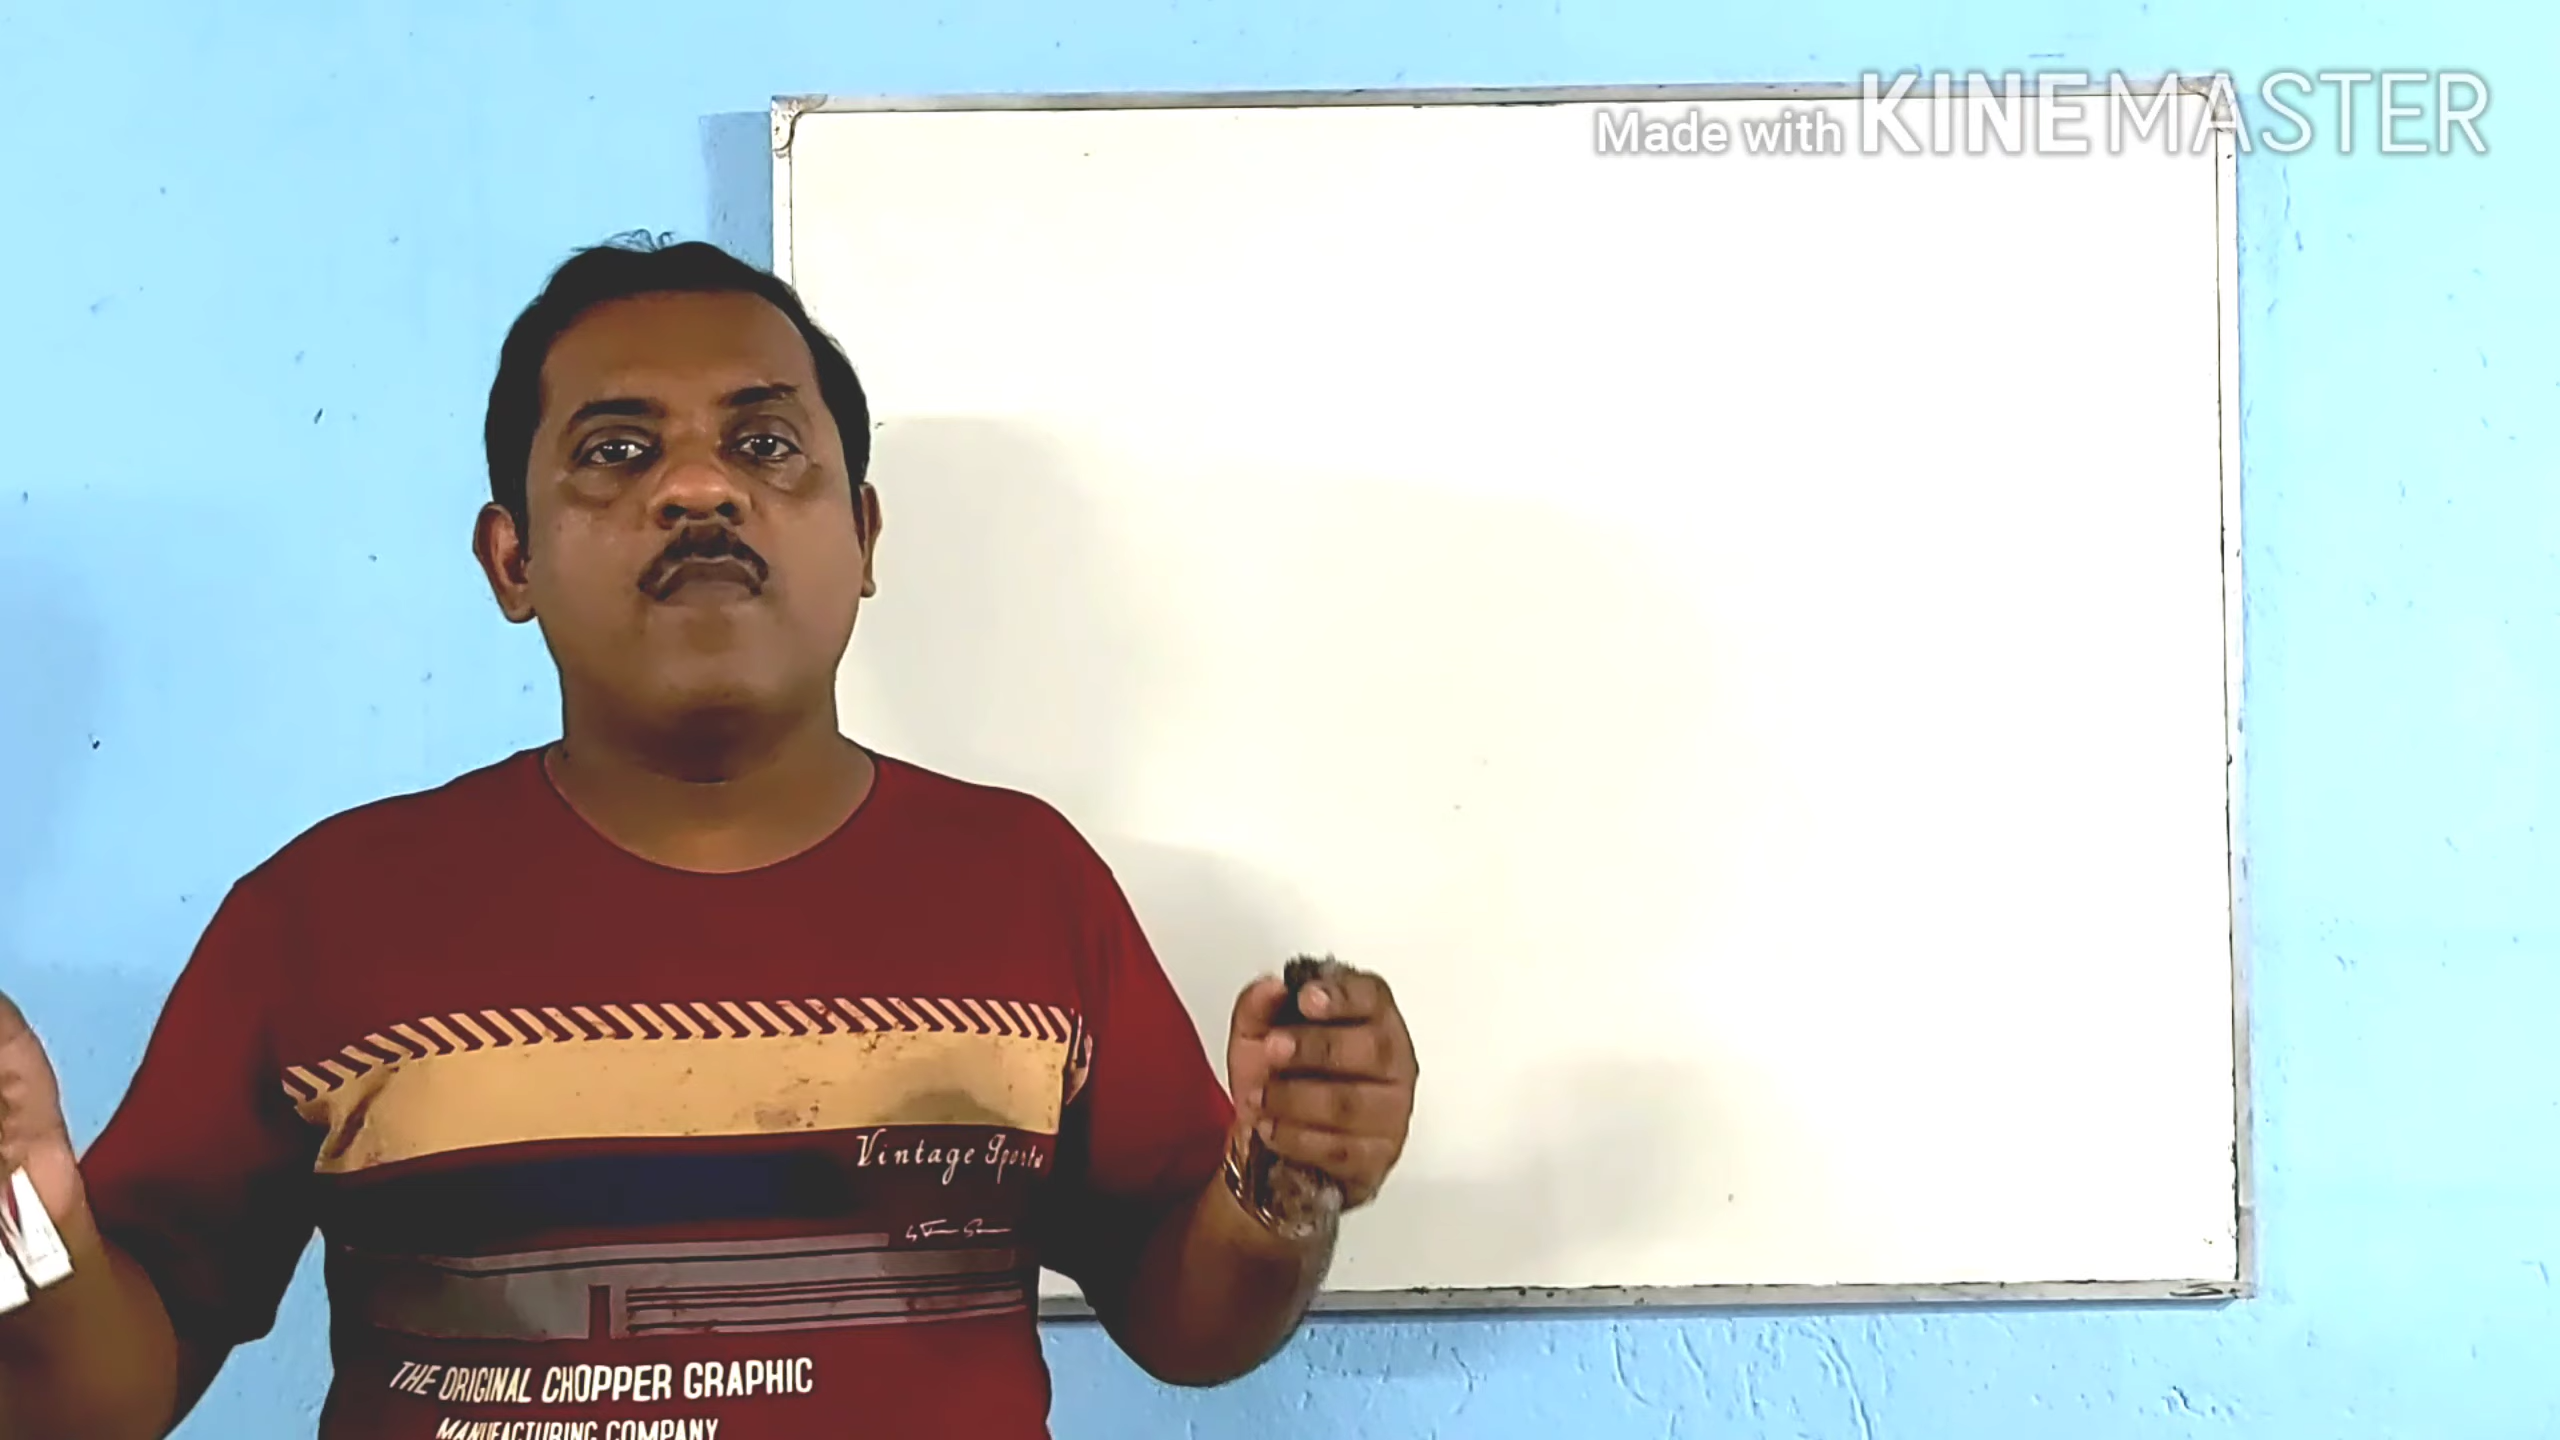 Made with KINEMASTER
Vintage Sports
THE ORIGINAL CHOPPER GRAPHIC
MANUFACTURING COMPANY